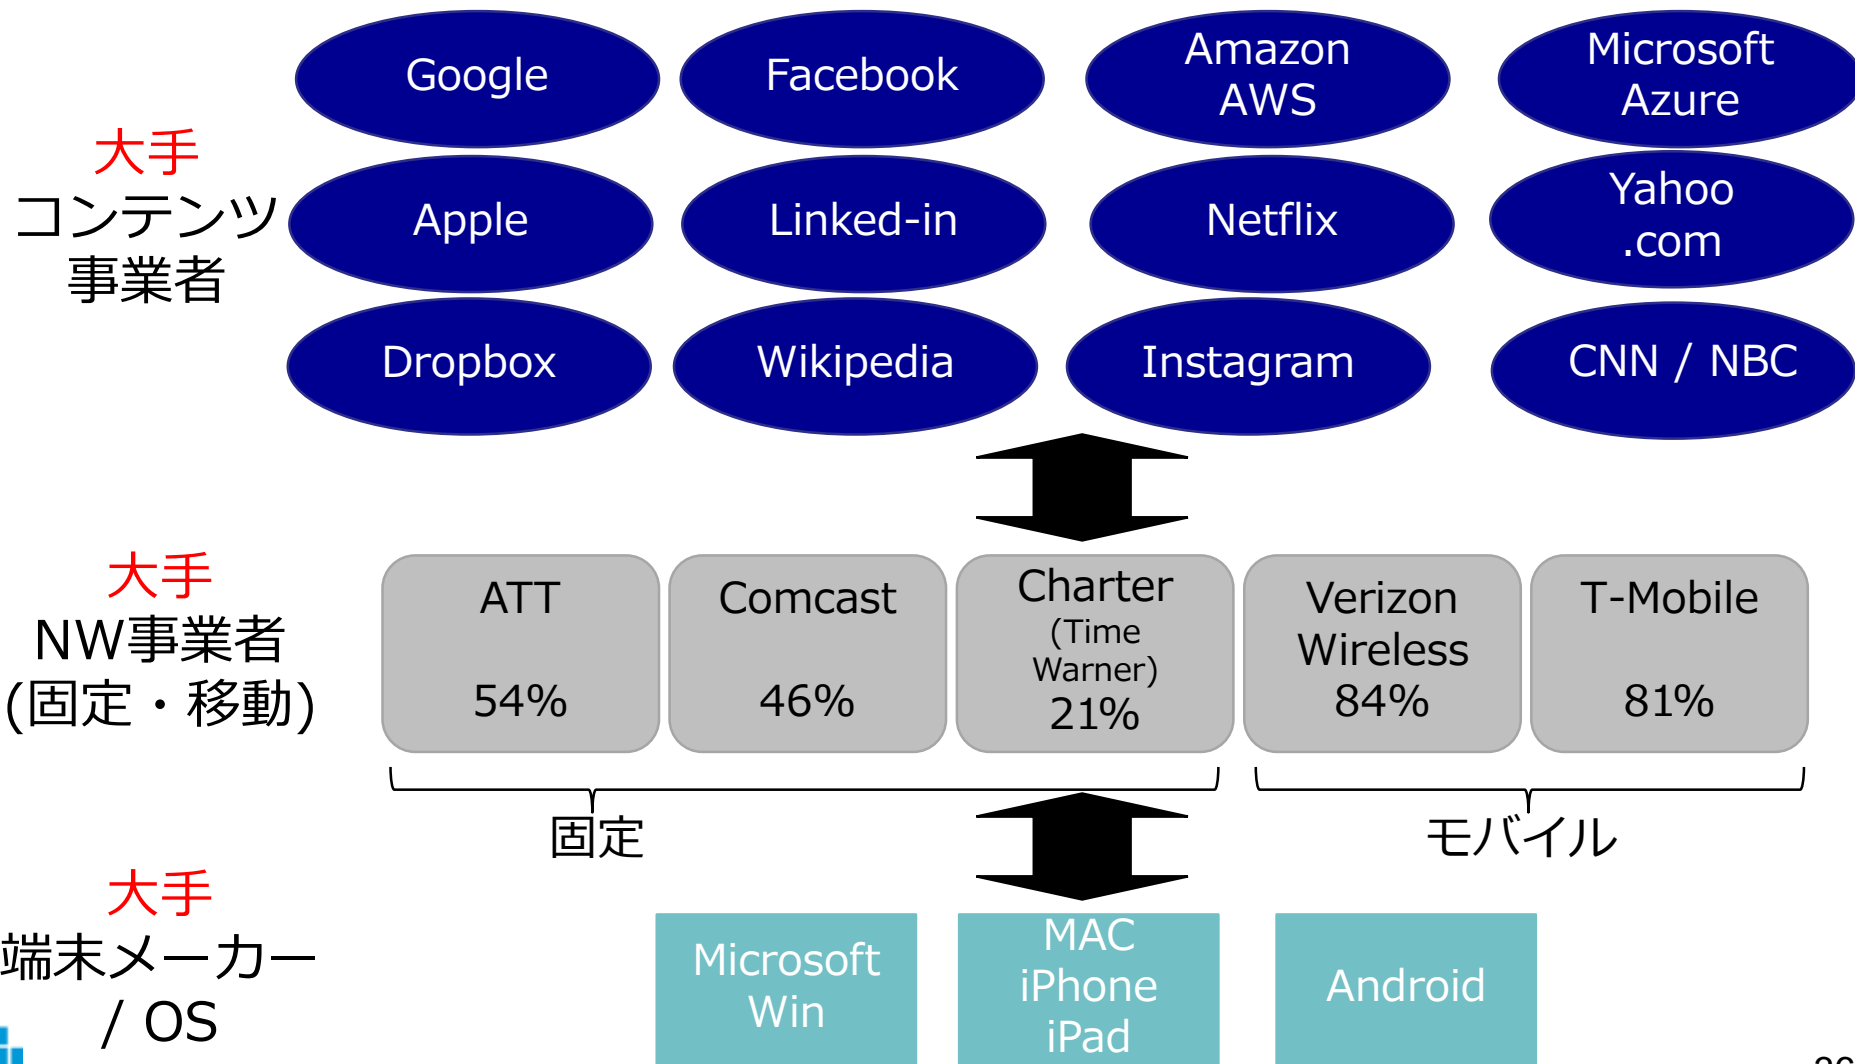 Google
Facebook
Amazon
AWS
Microsoft
Azure
大手
コンテンツ
事業者
Apple
Linked-in
Netflix
Yahoo
.com
Dropbox
Wikipedia
Instagram
CNN / NBC
大手
NW事業者
(固定・移動)
ATT
54%
Comcast
46%
Charter
(Time
Warner)
21%
Verizon
Wireless
84%
T-Mobile
81%
固定
モバイル
大手
端末メーカー
/ OS
Microsoft
Win
MAC
iPhone
iPad
Android